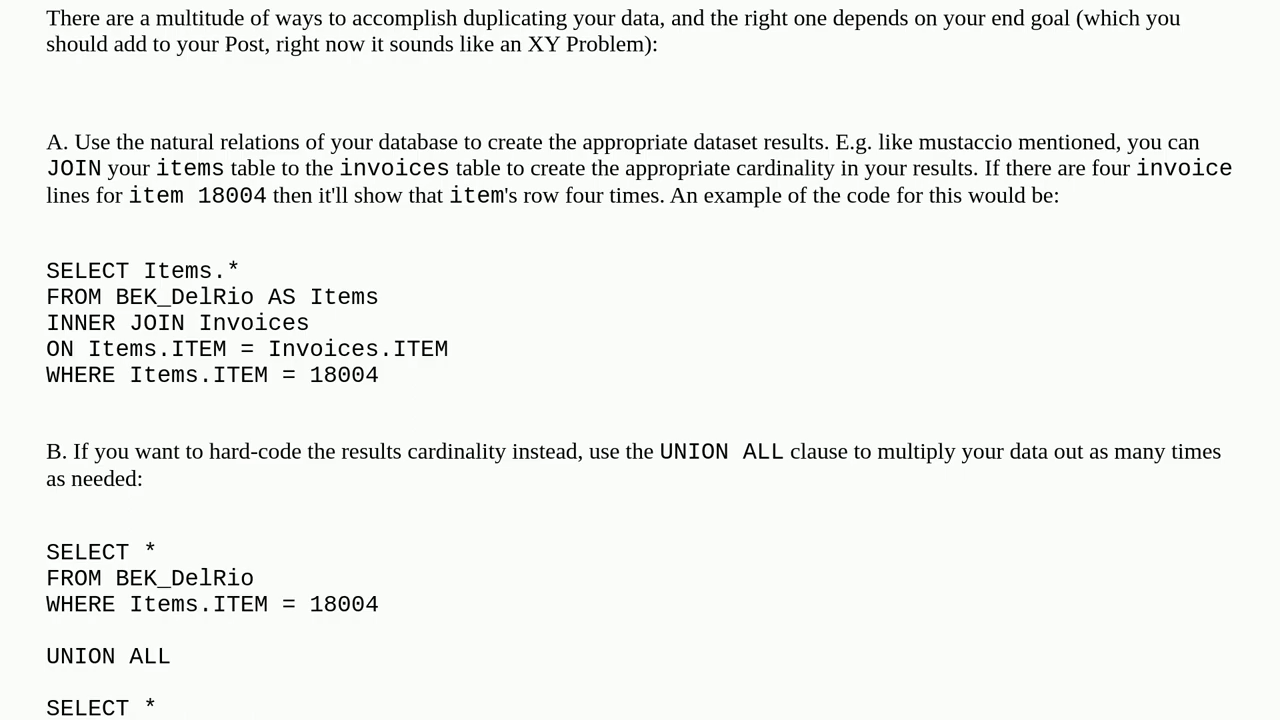 There are a multitude of ways to accomplish duplicating your data, and the right one depends on your end goal (which you
should add to your Post, right now it sounds like an XY Problem):
A. Use the natural relations of your database to create the appropriate dataset results. E.g. like mustaccio mentioned, you can
JOIN your items table to the invoices table to create the appropriate cardinality in your results. If there are four invoice
lines for item 18004 then it'll show that item's row four times. An example of the code for this would be:
SELECT Items.*
FROM BEK_DelRio AS Items
INNER JOIN Invoices
ON Items.ITEM = Invoices.ITEM
WHERE Items.ITEM = 18004
B. If you want to hard-code the results cardinality instead, use the UNION ALL clause to multiply your data out as many times
as needed:
SELECT *
FROM BEK_DelRio
WHERE Items.ITEM = 18004
UNION ALL
SELECT *